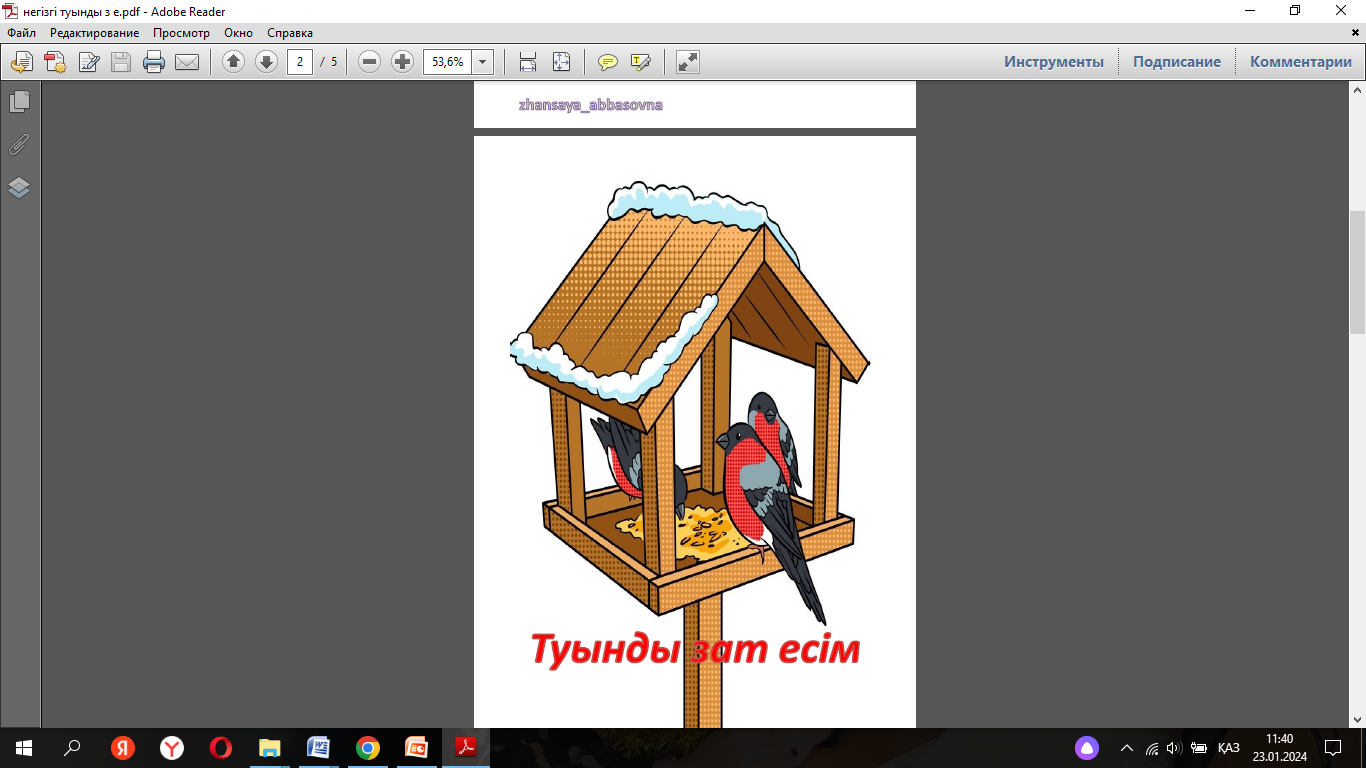 негізгі туынды з е.pdf - Adobe Reader
Файл Редактирование Просмотр Окно Справка
2 / 5 53,6% Инструменты Подписание Комментарии
zhansaya_abbasovna
Туынды зат есім
ҚАЗ 11:40
23.01.2024